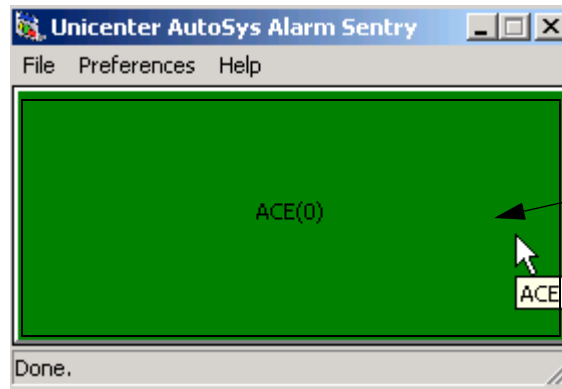 Unicenter AutoSys Alarm Sentry
File Preferences Help
ACE(0)
ACE
Done.